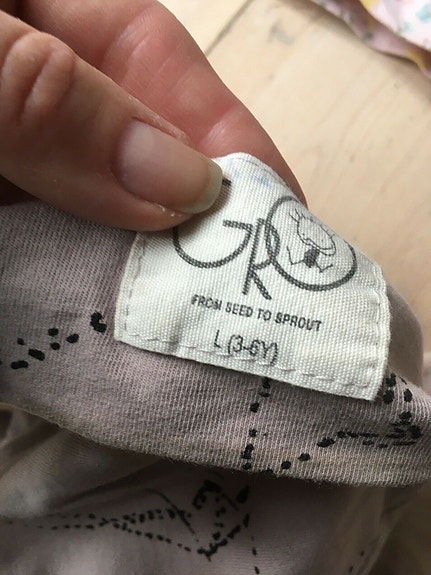 GRO
FROM SEED TO SPROUT
L (3-6Y)